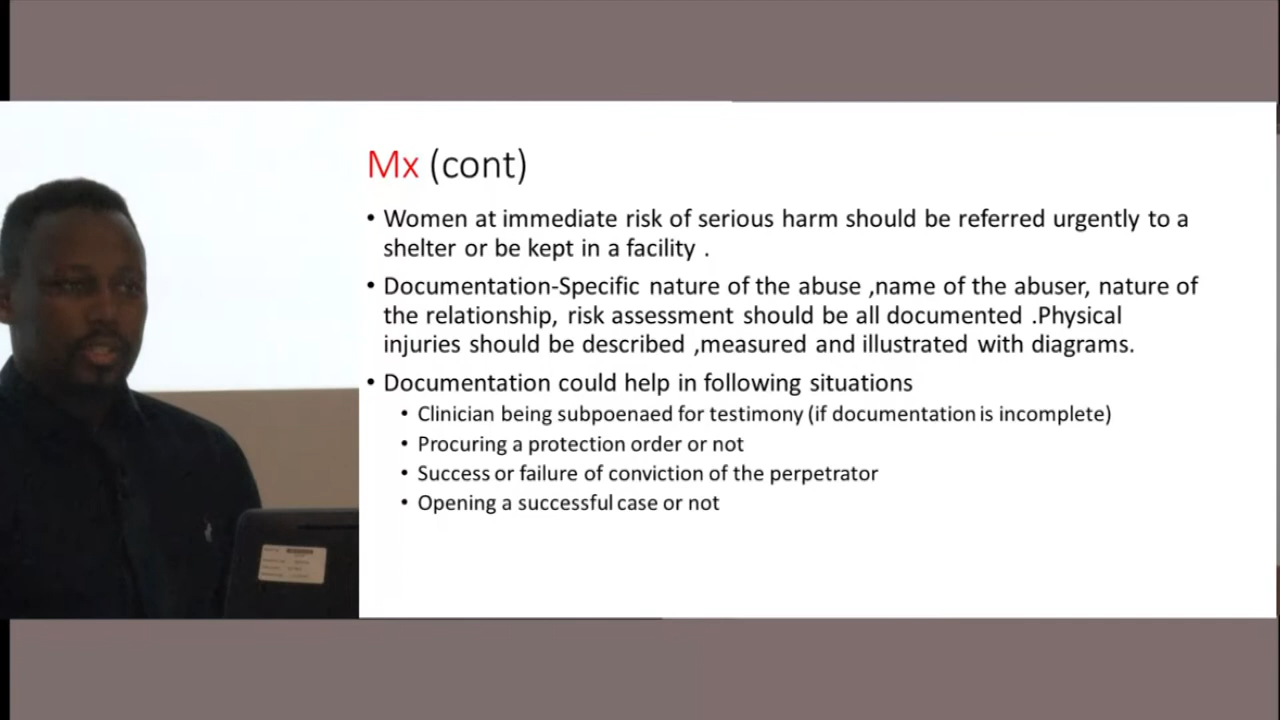 Mx (cont)
• Women at immediate risk of serious harm should be referred urgently to a
shelter or be kept in a facility .
• Documentation-Specific nature of the abuse ,name of the abuser, nature of
the relationship, risk assessment should be all documented .Physical
injuries should be described ,measured and illustrated with diagrams.
• Documentation could help in following situations
• Clinician being subpoenaed for testimony (if documentation is incomplete)
• Procuring a protection order or not
• Success or failure of conviction of the perpetrator
• Opening a successful case or not